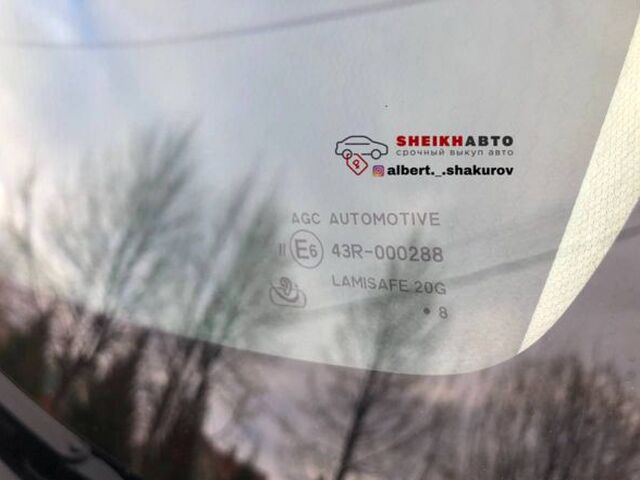 SHEIKHАВТО
срочный выкуп авто
albert._.shakurov
AGC AUTOMOTIVE
II E6 43R-000288
LAMISAFE 20G
• 8